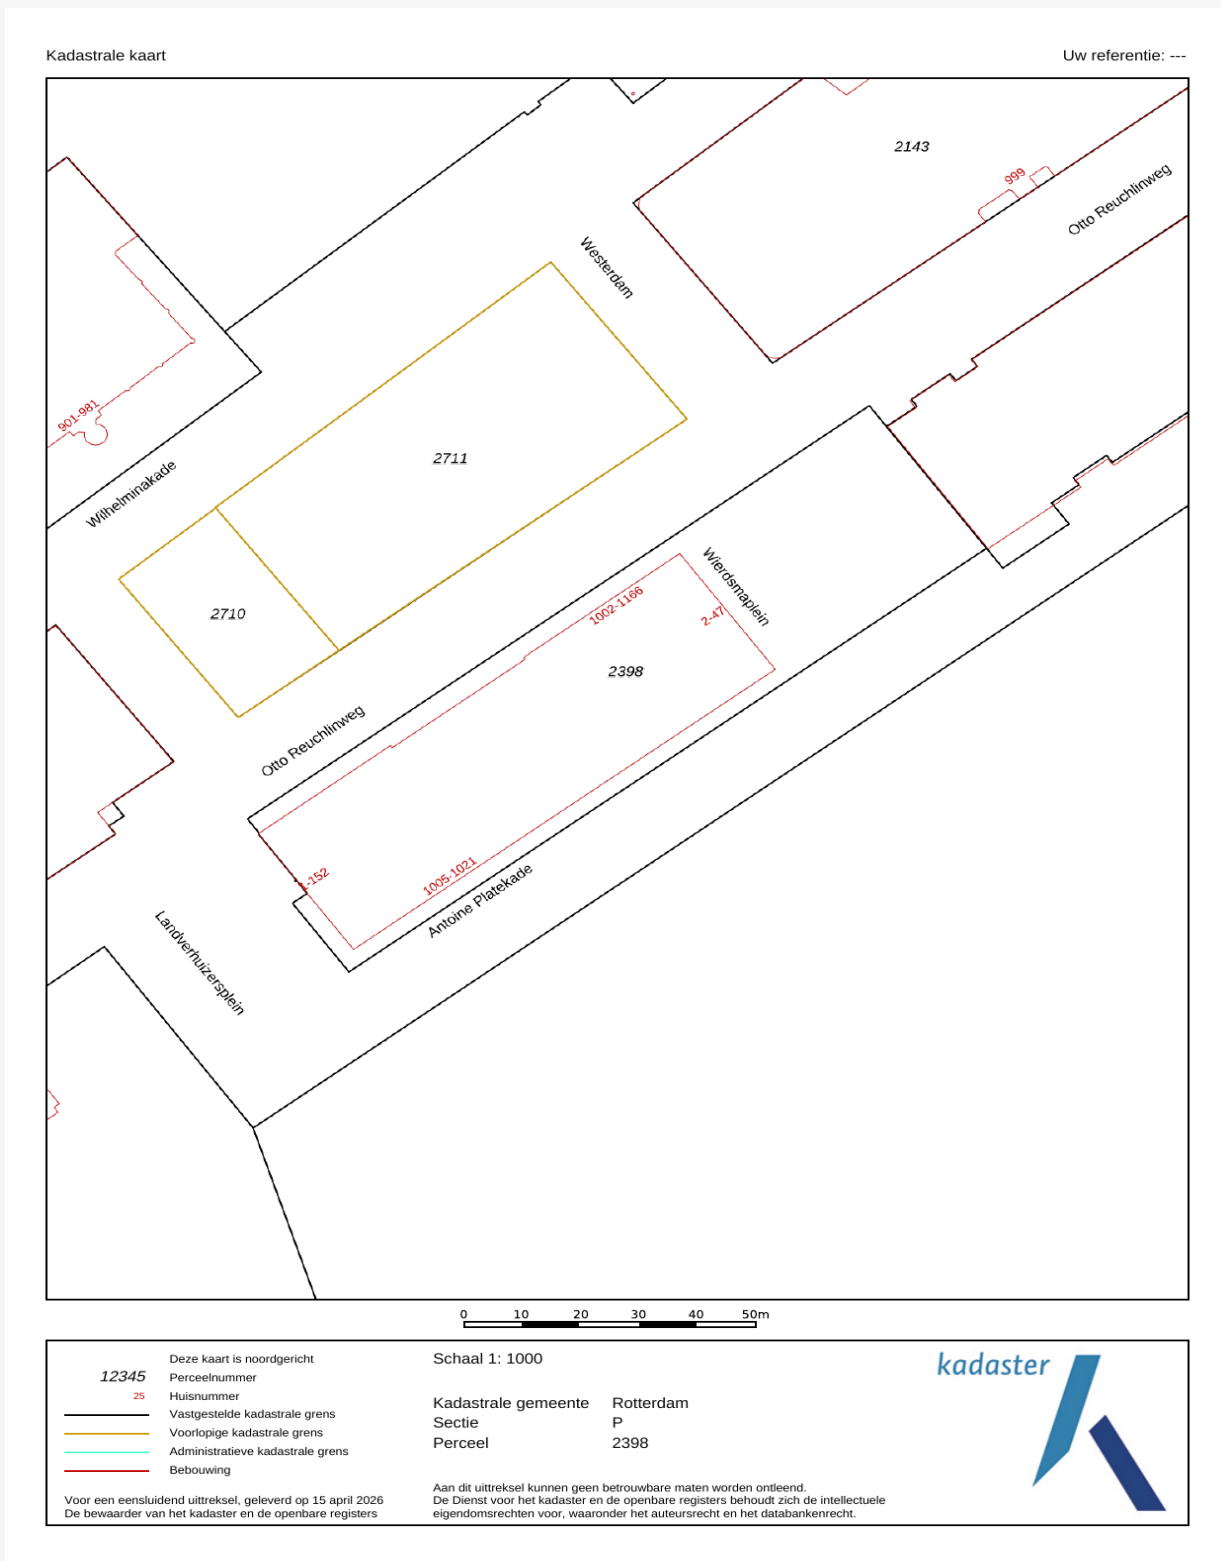 Kadastrale kaart
Uw referentie: ---
2143
999
Otto Reuchlinweg
Westerdam
901-981
Wilhelminakade
2711
2710
Wierdsmaplein
1002-1166
2-47
2398
Otto Reuchlinweg
-152
1005-1021
Antoine Platekade
Landverhuizersplein
0 10 20 30 40 50m
Deze kaart is noordgericht
12345 Perceelnummer
25 Huisnummer
Vastgestelde kadastrale grens
Voorlopige kadastrale grens
Administratieve kadastrale grens
Bebouwing
Voor een eensluidend uittreksel, geleverd op 15 april 2026
De bewaarder van het kadaster en de openbare registers
Schaal 1: 1000
Kadastrale gemeente Rotterdam
Sectie P
Perceel 2398
Aan dit uittreksel kunnen geen betrouwbare maten worden ontleend.
De Dienst voor het kadaster en de openbare registers behoudt zich de intellectuele
eigendomsrechten voor, waaronder het auteursrecht en het databankenrecht.
kadaster